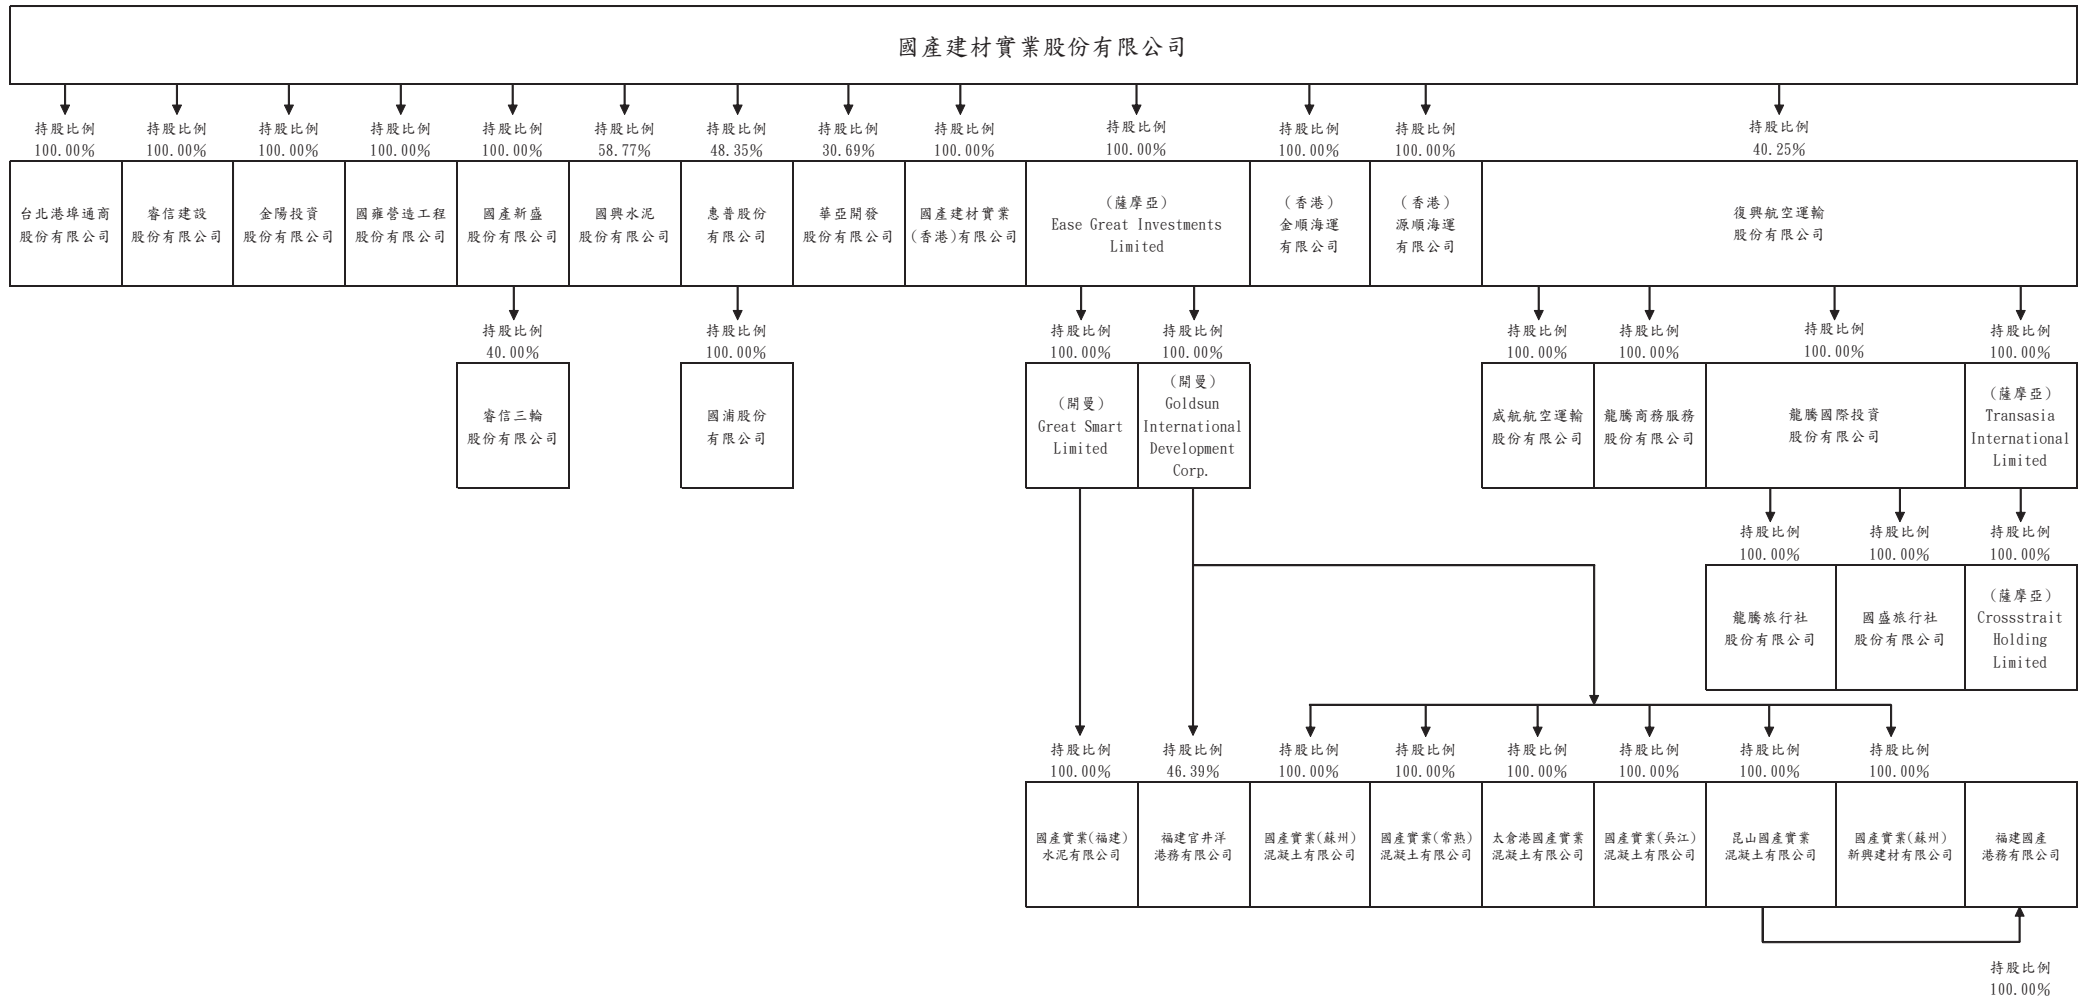 國產建材實業股份有限公司
持股比例
100.00%
持股比例
100.00%
持股比例
100.00%
持股比例
100.00%
持股比例
100.00%
持股比例
58.77%
持股比例
48.35%
持股比例
30.69%
持股比例
100.00%
持股比例
100.00%
持股比例
100.00%
持股比例
100.00%
持股比例
40.25%
台北港埠通商
股份有限公司
睿信建設
股份有限公司
金陽投資
股份有限公司
國雍營造工程
股份有限公司
國產新盛
股份有限公司
國興水泥
股份有限公司
惠普股份
有限公司
華亞開發
股份有限公司
國產建材實業
(香港)有限公司
(薩摩亞)
Ease Great Investments
Limited
(香港)
金順海運
有限公司
(香港)
源順海運
有限公司
復興航空運輸
股份有限公司
持股比例
40.00%
持股比例
100.00%
持股比例
100.00%
持股比例
100.00%
持股比例
100.00%
持股比例
100.00%
持股比例
100.00%
持股比例
100.00%
睿信三輪
股份有限公司
國浦股份
有限公司
(開曼)
Great Smart
Limited
(開曼)
Goldsun
International
Development
Corp.
威航航空運輸
股份有限公司
龍騰商務服務
股份有限公司
龍騰國際投資
股份有限公司
(薩摩亞)
Transasia
International
Limited
持股比例
100.00%
持股比例
100.00%
持股比例
100.00%
龍騰旅行社
股份有限公司
國盛旅行社
股份有限公司
(薩摩亞)
Crossstrait
Holding
Limited
持股比例
100.00%
持股比例
46.39%
持股比例
100.00%
持股比例
100.00%
持股比例
100.00%
持股比例
100.00%
持股比例
100.00%
持股比例
100.00%
國產實業(福建)
水泥有限公司
福建官井洋
港務有限公司
國產實業(蘇州)
混凝土有限公司
國產實業(常熟)
混凝土有限公司
太倉港國產實業
混凝土有限公司
國產實業(吳江)
混凝土有限公司
昆山國產實業
混凝土有限公司
國產實業(蘇州)
新興建材有限公司
福建國產
港務有限公司
持股比例
100.00%